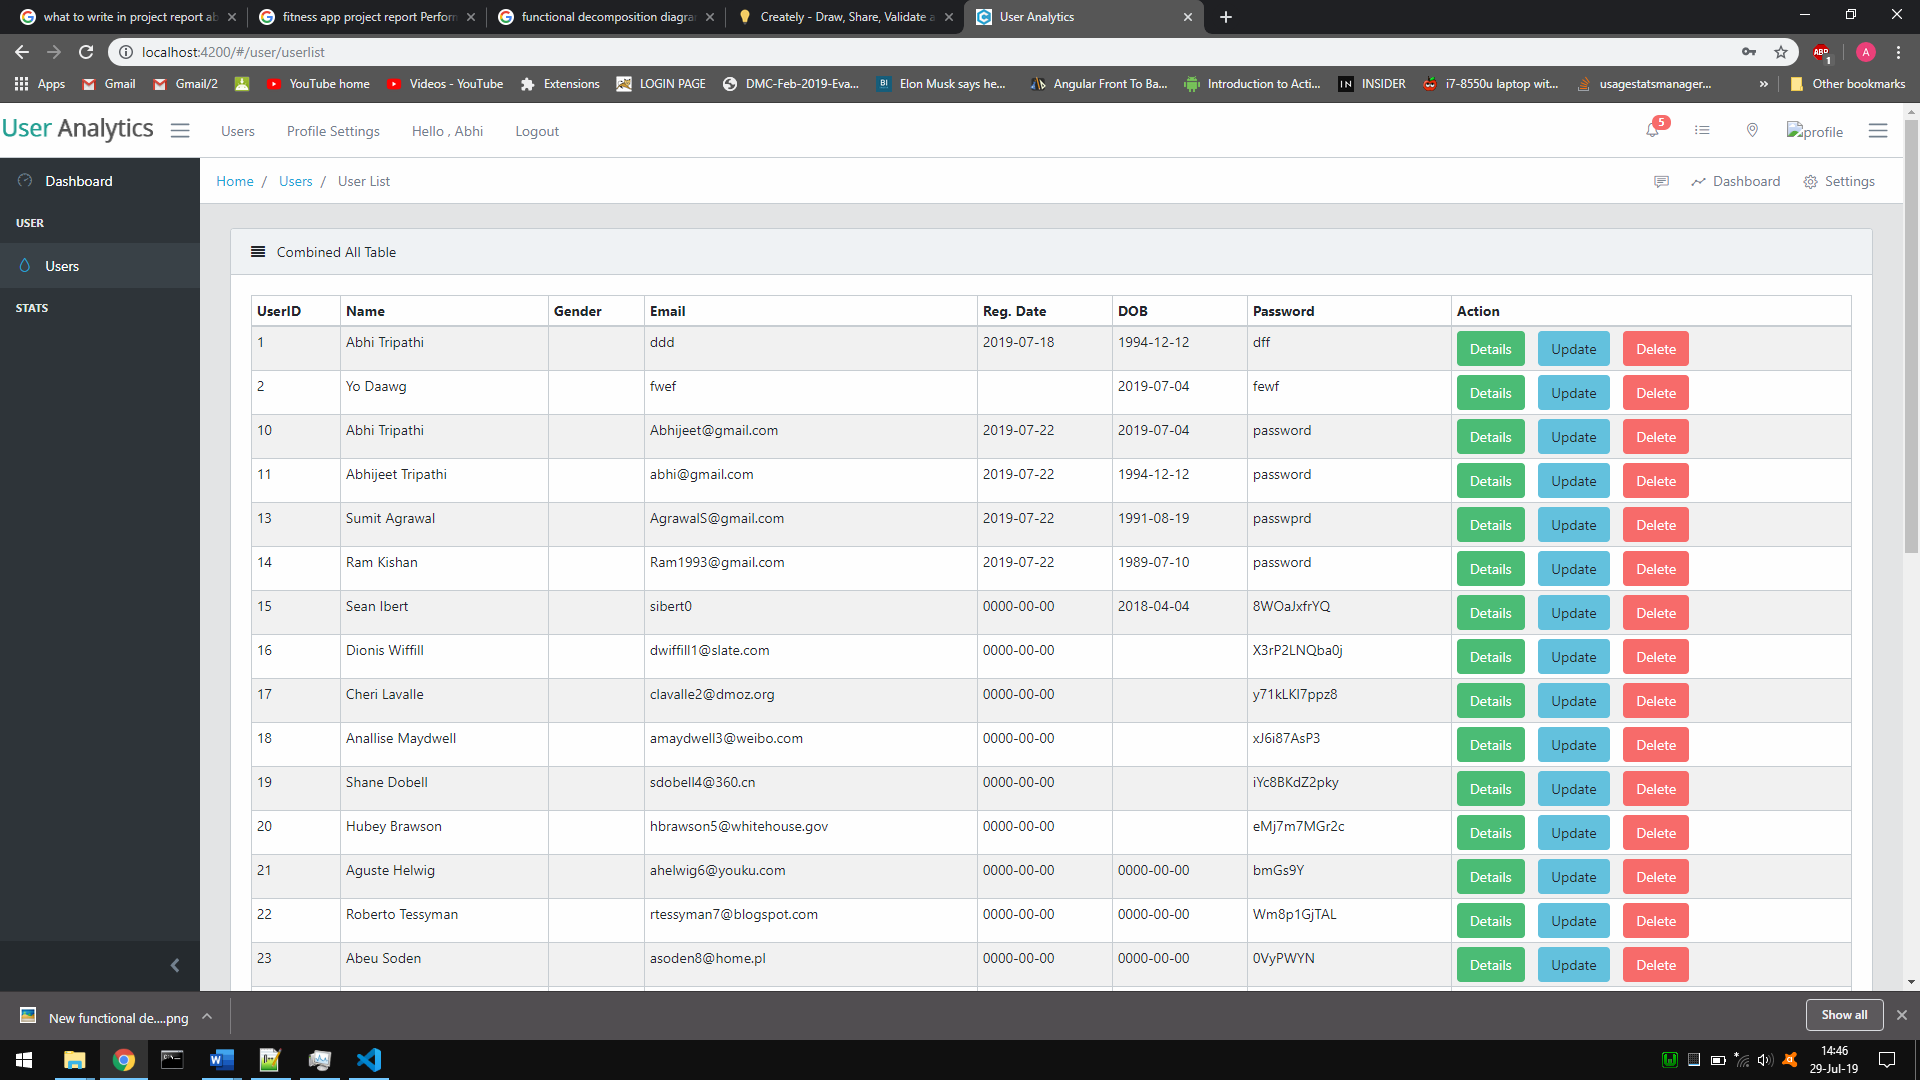 what to write in project report ab
fitness app project report Perforn
functional decomposition diagra
Creately - Draw, Share, Validate a
User Analytics
localhost:4200/#/user/userlist
ABP 1
A
Apps
Gmail
Gmail/2
YouTube home
Videos - YouTube
Extensions
LOGIN PAGE
DMC-Feb-2019-Eva...
BI Elon Musk says he...
Angular Front To Ba...
Introduction to Acti...
IN INSIDER
i7-8550u laptop wit...
usagestatsmanager...
»
Other bookmarks
User Analytics
Users
Profile Settings
Hello , Abhi
Logout
5
profile
Dashboard
USER
Users
STATS
Home / Users / User List
Dashboard
Settings
Combined All Table
UserID Name Gender Email Reg. Date DOB Password Action
1 Abhi Tripathi ddd 2019-07-18 1994-12-12 dff Details Update Delete
2 Yo Daawg fwef 2019-07-04 fewf Details Update Delete
10 Abhi Tripathi Abhijeet@gmail.com 2019-07-22 2019-07-04 password Details Update Delete
11 Abhijeet Tripathi abhi@gmail.com 2019-07-22 1994-12-12 password Details Update Delete
13 Sumit Agrawal AgrawalS@gmail.com 2019-07-22 1991-08-19 passwprd Details Update Delete
14 Ram Kishan Ram1993@gmail.com 2019-07-22 1989-07-10 password Details Update Delete
15 Sean Ibert sibert0 0000-00-00 2018-04-04 8WOaJxfrYQ Details Update Delete
16 Dionis Wiffill dwiffill1@slate.com 0000-00-00 X3rP2LNQba0j Details Update Delete
17 Cheri Lavalle clavalle2@dmoz.org 0000-00-00 y71kLKI7ppz8 Details Update Delete
18 Anallise Maydwell amaydwell3@weibo.com 0000-00-00 xJ6i87AsP3 Details Update Delete
19 Shane Dobell sdobell4@360.cn 0000-00-00 iYc8BKdZ2pky Details Update Delete
20 Hubey Brawson hbrawson5@whitehouse.gov 0000-00-00 eMj7m7MGr2c Details Update Delete
21 Aguste Helwig ahelwig6@youku.com 0000-00-00 0000-00-00 bmGs9Y Details Update Delete
22 Roberto Tessyman rtessyman7@blogspot.com 0000-00-00 0000-00-00 Wm8p1GjTAL Details Update Delete
23 Abeu Soden asoden8@home.pl 0000-00-00 0000-00-00 0VyPWYN Details Update Delete
New functional de....png
Show all
14:46
29-Jul-19